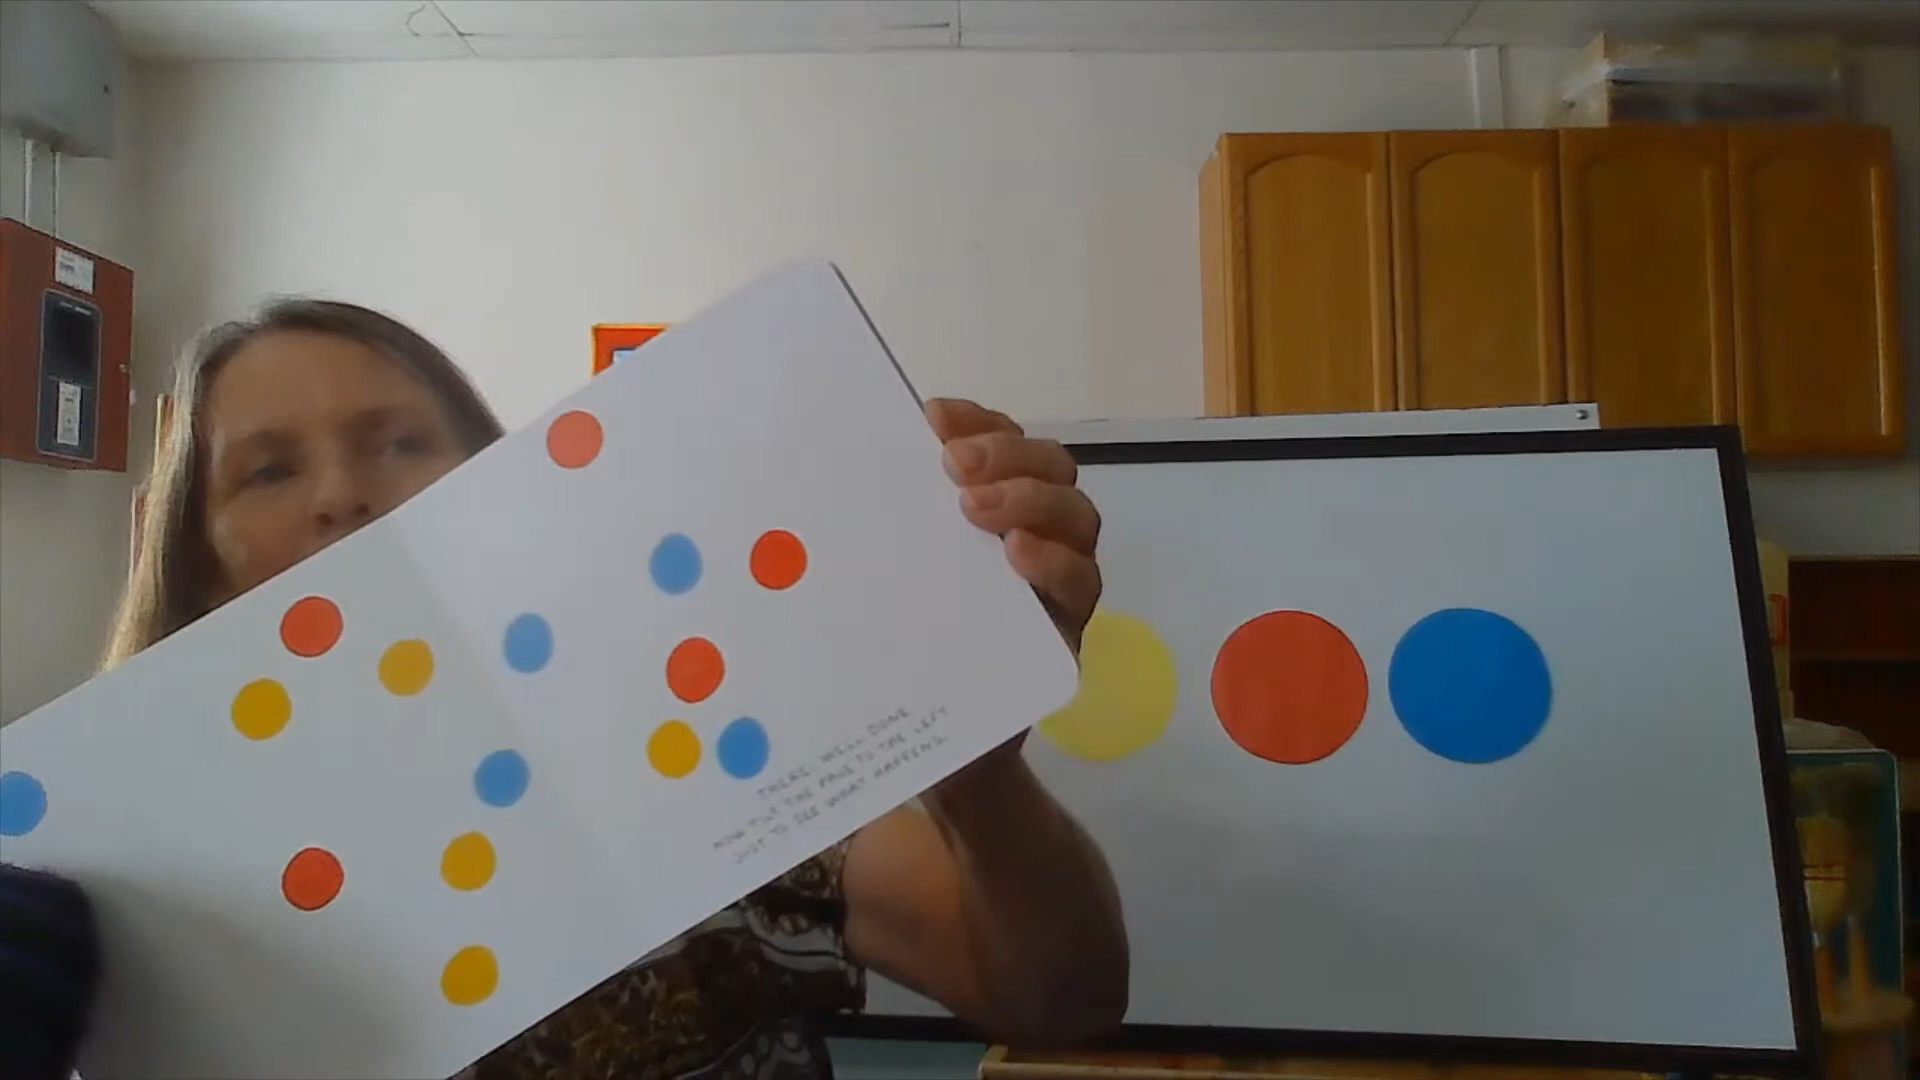 THERE. WELL DONE.
NOW TILT THE PAGE TO THE LEFT
JUST TO SEE WHAT HAPPENS.